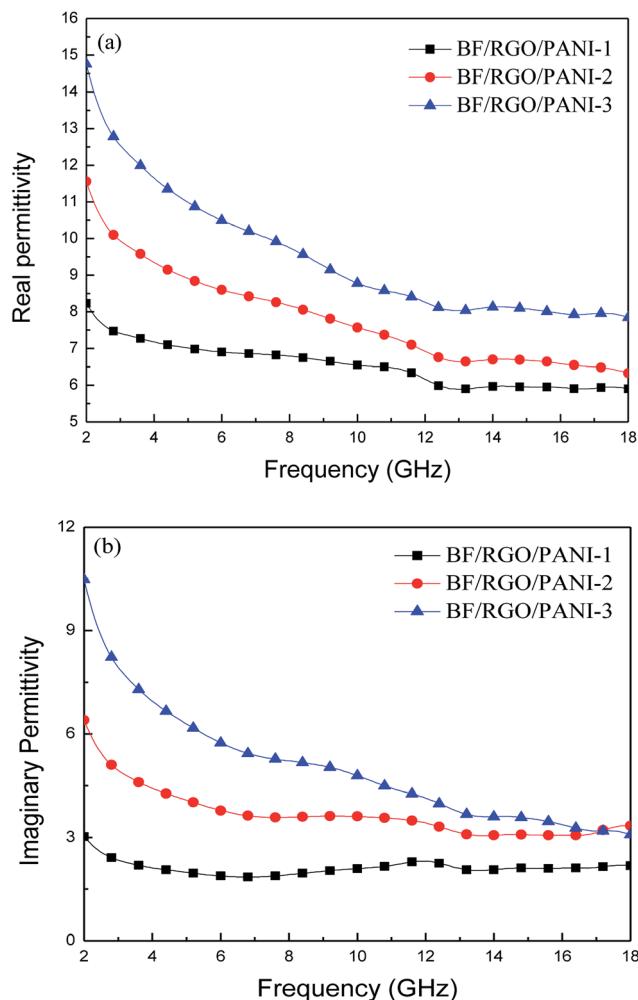 (a)
BF/RGO/PANI-1
BF/RGO/PANI-2
BF/RGO/PANI-3
Real permittivity
16
15
14
13
12
11
10
9
8
7
6
5
2 4 6 8 10 12 14 16 18
Frequency (GHz)
(b)
BF/RGO/PANI-1
BF/RGO/PANI-2
BF/RGO/PANI-3
Imaginary Permittivity
12
9
6
3
0
2 4 6 8 10 12 14 16 18
Frequency (GHz)